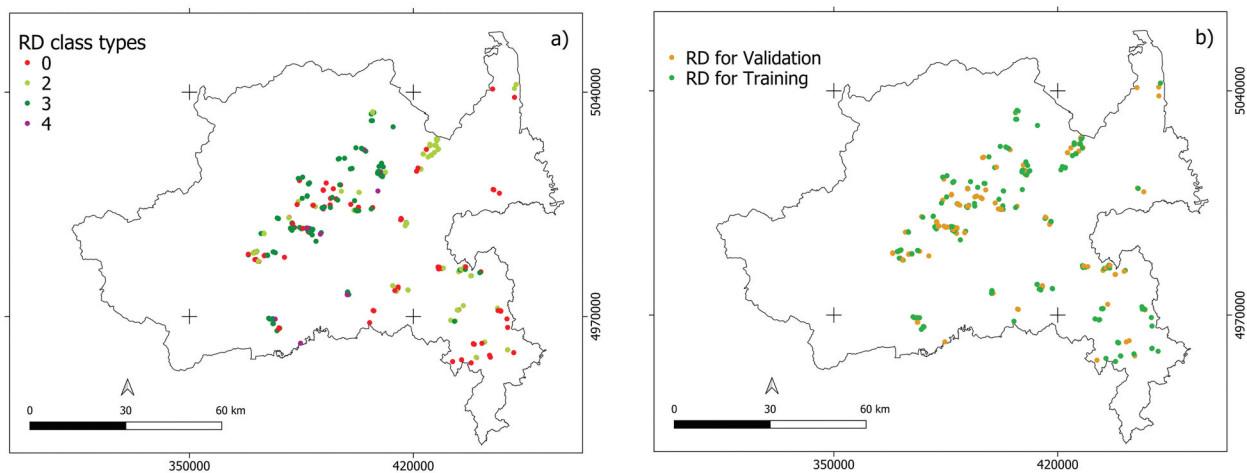 RD class types
0
2
3
4
a)
5040000
4970000
0 30 60 km
350000 420000
b)
RD for Validation
RD for Training
5040000
4970000
0 30 60 km
350000 420000